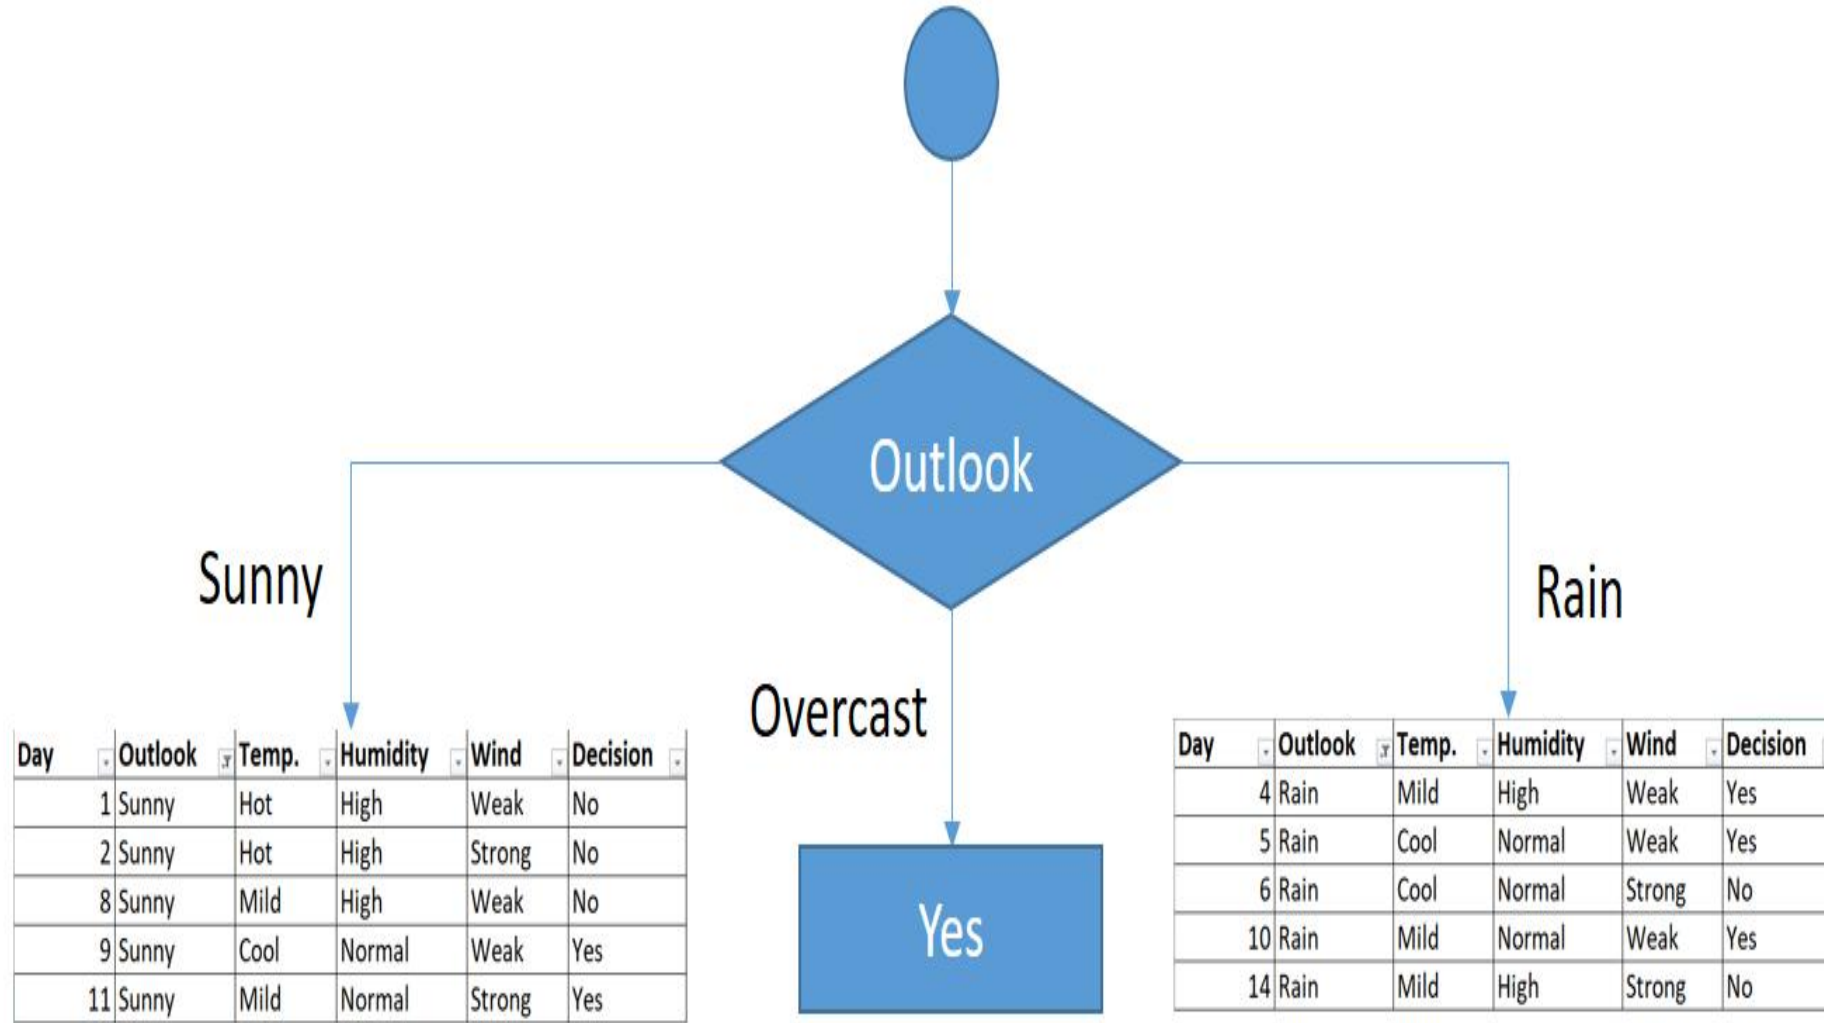 Outlook
Sunny
Rain
Overcast
Yes
Day Outlook Temp. Humidity Wind Decision
1 Sunny Hot High Weak No
2 Sunny Hot High Strong No
8 Sunny Mild High Weak No
9 Sunny Cool Normal Weak Yes
11 Sunny Mild Normal Strong Yes
Day Outlook Temp. Humidity Wind Decision
4 Rain Mild High Weak Yes
5 Rain Cool Normal Weak Yes
6 Rain Cool Normal Strong No
10 Rain Mild Normal Weak Yes
14 Rain Mild High Strong No